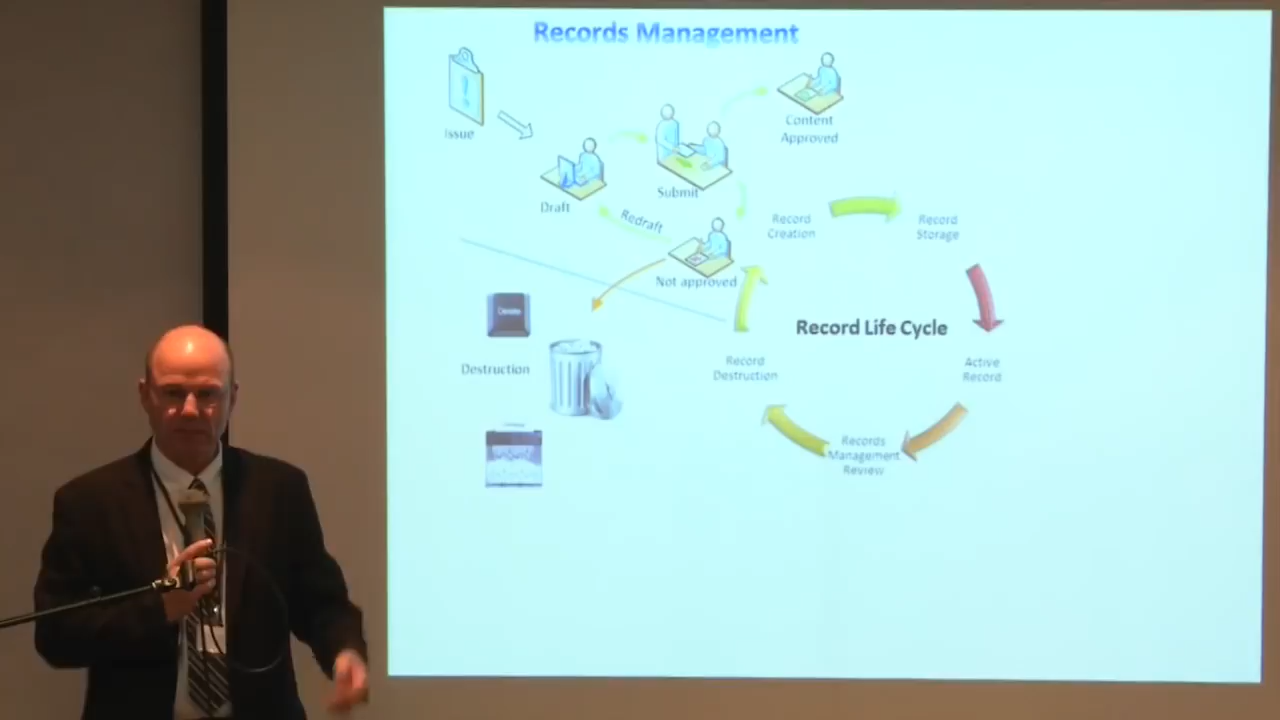 Records Management
Issue
Content
Approved
Submit
Draft
Redraft
Not approved
Record
Creation
Record
Storage
Delete
Record Life Cycle
Destruction
Record
Destruction
Active
Record
Records
Management
Review